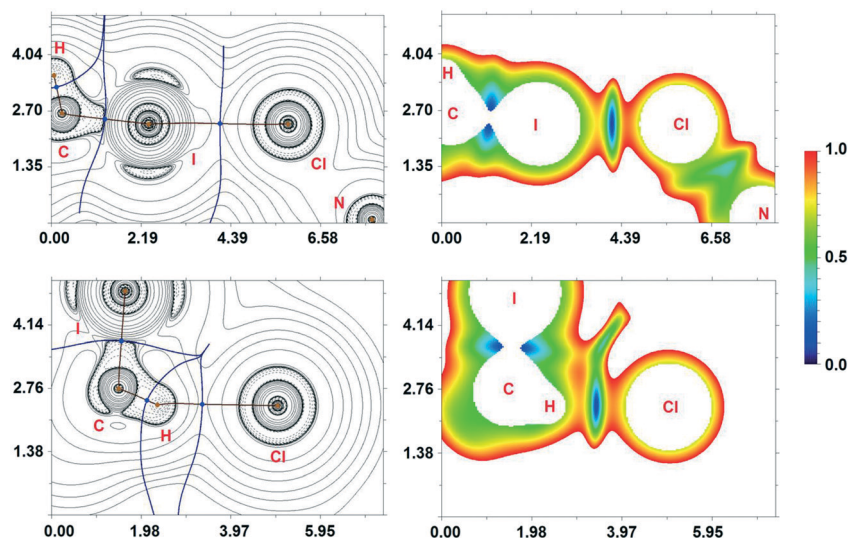 4.04
2.70
1.35
H
C
I
Cl
N
0.00 2.19 4.39 6.58
H
C
I
Cl
N
0.00 2.19 4.39 6.58
1.0
0.5
0.0
4.14
2.76
1.38
I
C
H
Cl
0.00 1.98 3.97 5.95
I
C
H
Cl
0.00 1.98 3.97 5.95
4.04
2.70
1.35
4.14
2.76
1.38